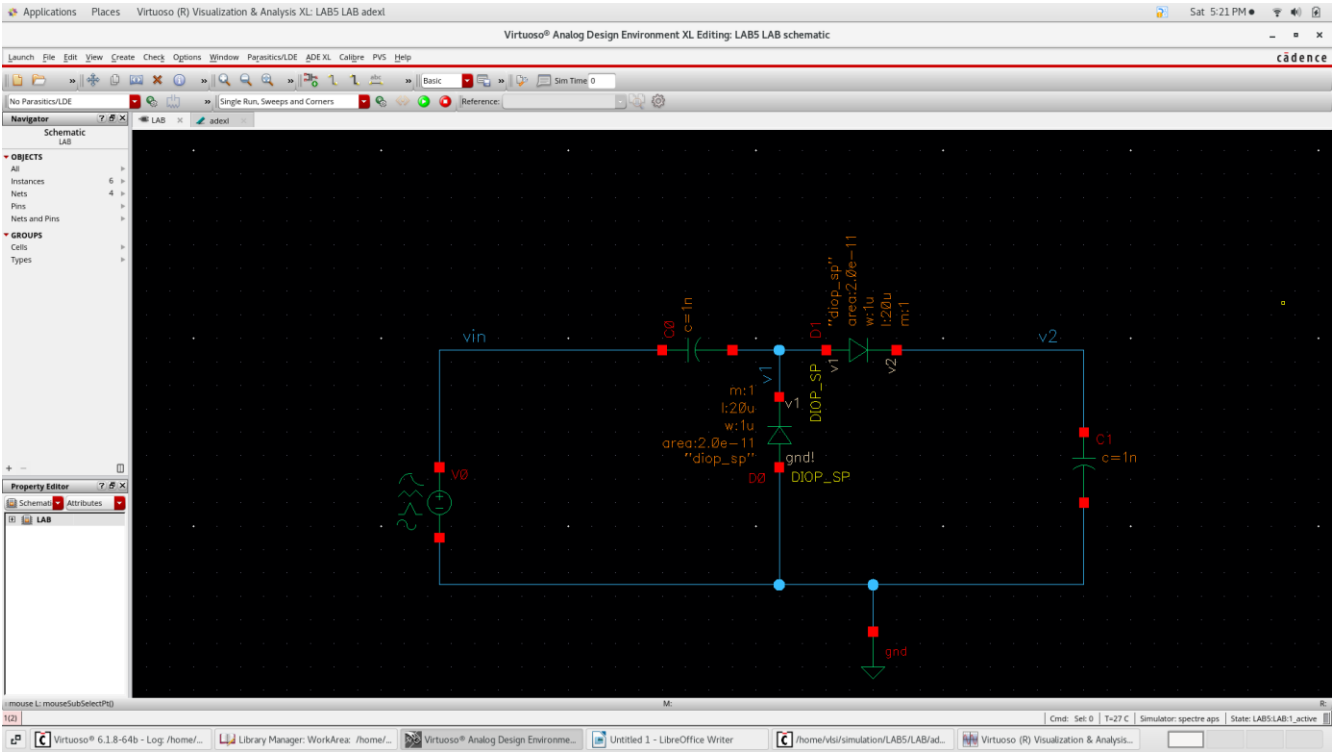 Applications Places Virtuoso (R) Visualization & Analysis XL: LAB5 LAB adexl Sat 5:21 PM
Virtuoso® Analog Design Environment XL Editing: LAB5 LAB schematic
Launch File Edit View Create Check Options Window Parasitics/LDE ADE XL Calibre PVS Help cādence
» » » » Basic » Sim Time 0
No Parasitics/LDE » Single Run, Sweeps and Corners Reference:
Navigator ? LAB adexl
Schematic
LAB
OBJECTS
All
Instances 6
Nets 4
Pins
Nets and Pins
GROUPS
Cells
Types
Property Editor ?
Schemati Attributes
LAB
vin
C0
c=1n
v1
m:1
l:20u
w:1u
area:2.0e-11
"diop_sp"
v1
gnd!
D0
DIOP_SP
D1
"diop_sp"
area:2.0e-11
w:1u
l:20u
m:1
v1
v2
DIOP_SP
v2
C1
c=1n
V0
gnd
mouse L: mouseSubSelectPt() M: R:
1(2) Cmd: Sel: 0 T=27 C Simulator: spectre aps State: LAB5:LAB:1_active
Virtuoso® 6.1.8-64b - Log: /home/... Library Manager: WorkArea: /home/... Virtuoso® Analog Design Environme... Untitled 1 - LibreOffice Writer /home/vlsi/simulation/LAB5/LAB/ad... Virtuoso (R) Visualization & Analysis...